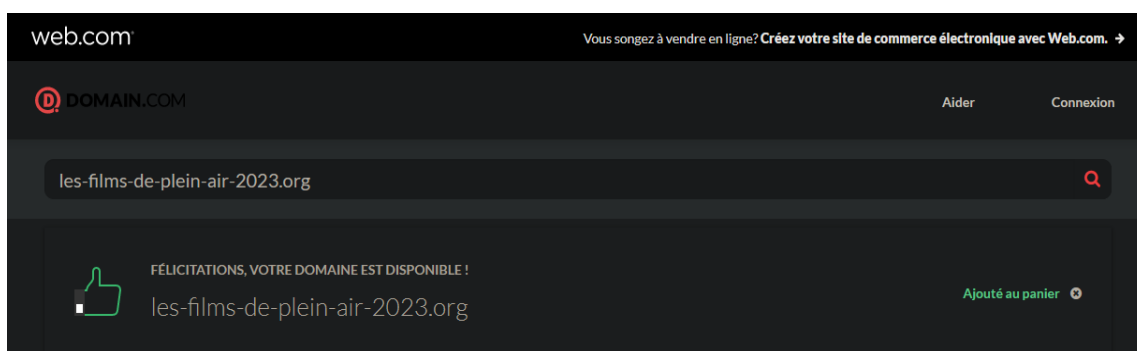 web.com
Vous songez à vendre en ligne? Créez votre site de commerce électronique avec Web.com. →
DOMAIN.COM
Aider
Connexion
les-films-de-plein-air-2023.org
FÉLICITATIONS, VOTRE DOMAINE EST DISPONIBLE !
les-films-de-plein-air-2023.org
Ajouté au panier